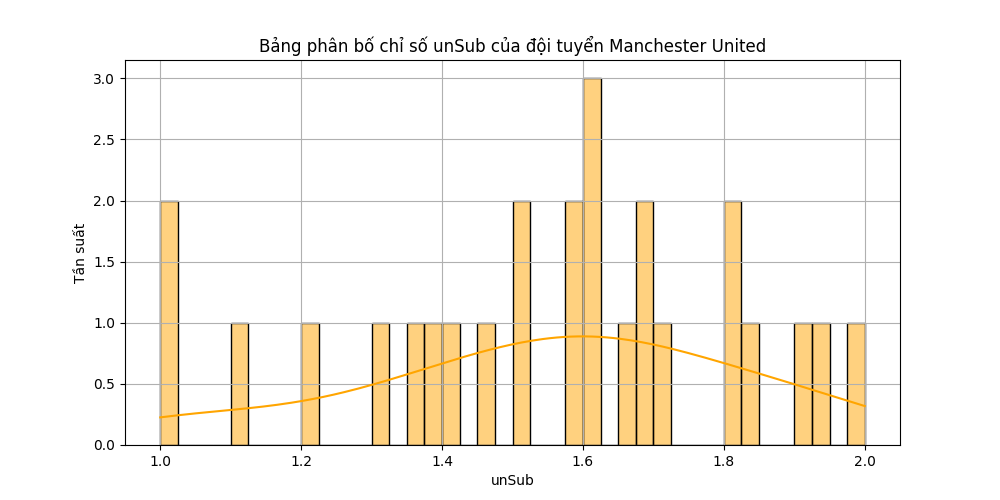 Bảng phân bố chỉ số unSub của đội tuyển Manchester United
Tần suất
3.0
2.5
2.0
1.5
1.0
0.5
0.0
1.0 1.2 1.4 1.6 1.8 2.0
unSub